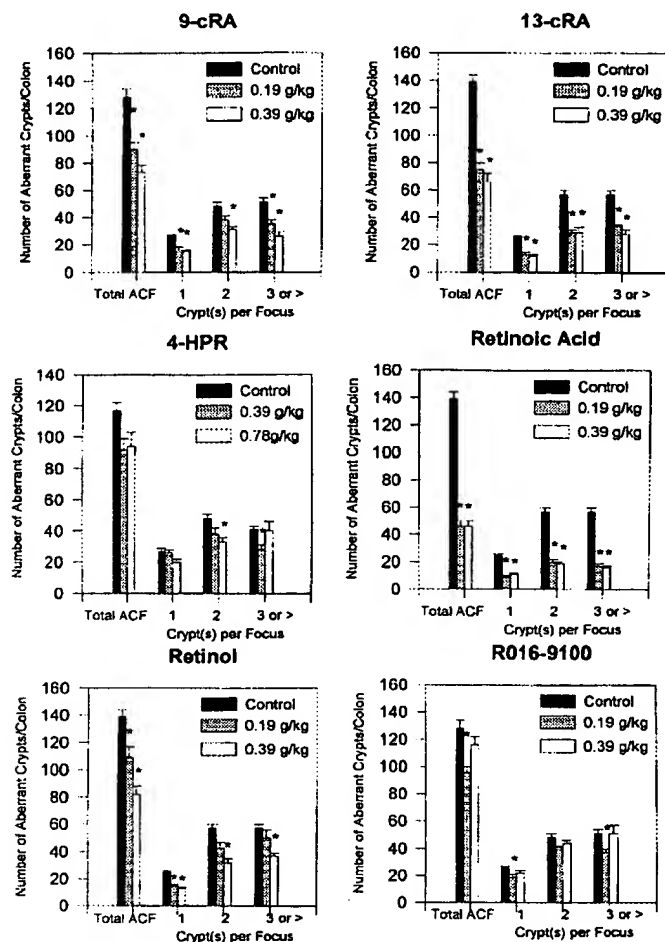 9-cRA
Number of Aberrant Crypts/Colon
160
140
120
100
80
60
40
20
0
Control
0.19 g/kg
0.39 g/kg
*
*
* *
*
*
*
Total ACF 1 2 3 or >
Crypt(s) per Focus
13-cRA
Number of Aberrant Crypts/Colon
160
140
120
100
80
60
40
20
0
Control
0.19 g/kg
0.39 g/kg
* *
* *
* *
* *
Total ACF 1 2 3 or >
Crypt(s) per Focus
4-HPR
Number of Aberrant Crypts/Colon
140
120
100
80
60
40
20
0
Control
0.39 g/kg
0.78g/kg
*
*
Total ACF 1 2 3 or >
Crypt(s) per Focus
Retinoic Acid
Number of Aberrant Crypts/Colon
160
140
120
100
80
60
40
20
0
Control
0.19 g/kg
0.39 g/kg
* *
* *
* *
* *
Total ACF 1 2 3 or >
Crypt(s) per Focus
Retinol
Number of Aberrant Crypts/Colon
160
140
120
100
80
60
40
20
0
Control
0.19 g/kg
0.39 g/kg
*
*
* *
*
*
Total ACF 1 2 3 or >
Crypt(s) per Focus
R016-9100
Number of Aberrant Crypts/Colon
160
140
120
100
80
60
40
20
0
Control
0.19 g/kg
0.39 g/kg
*
*
*
Total ACF 1 2 3 or >
Crypt(s) per Focus